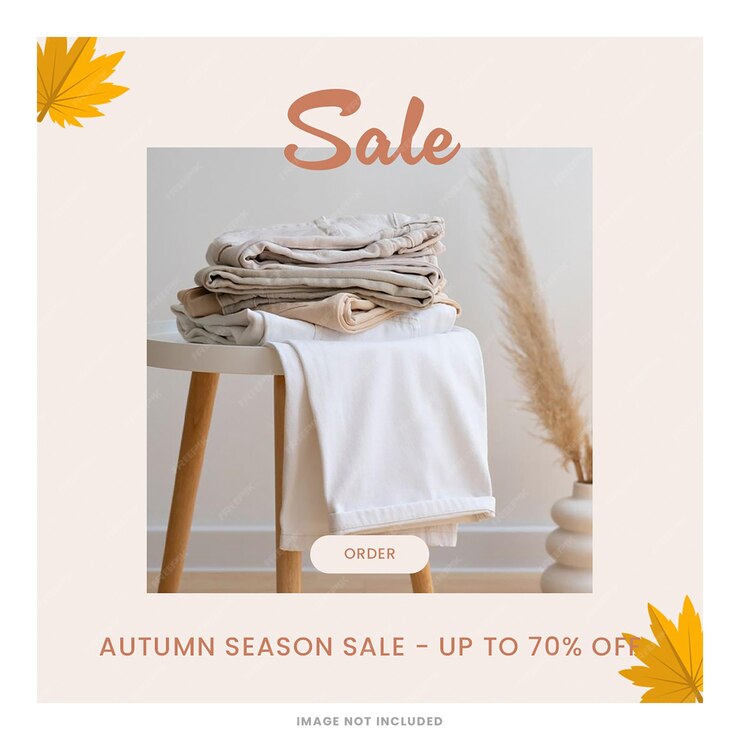 Sale
ORDER
AUTUMN SEASON SALE - UP TO 70% OFF
IMAGE NOT INCLUDED